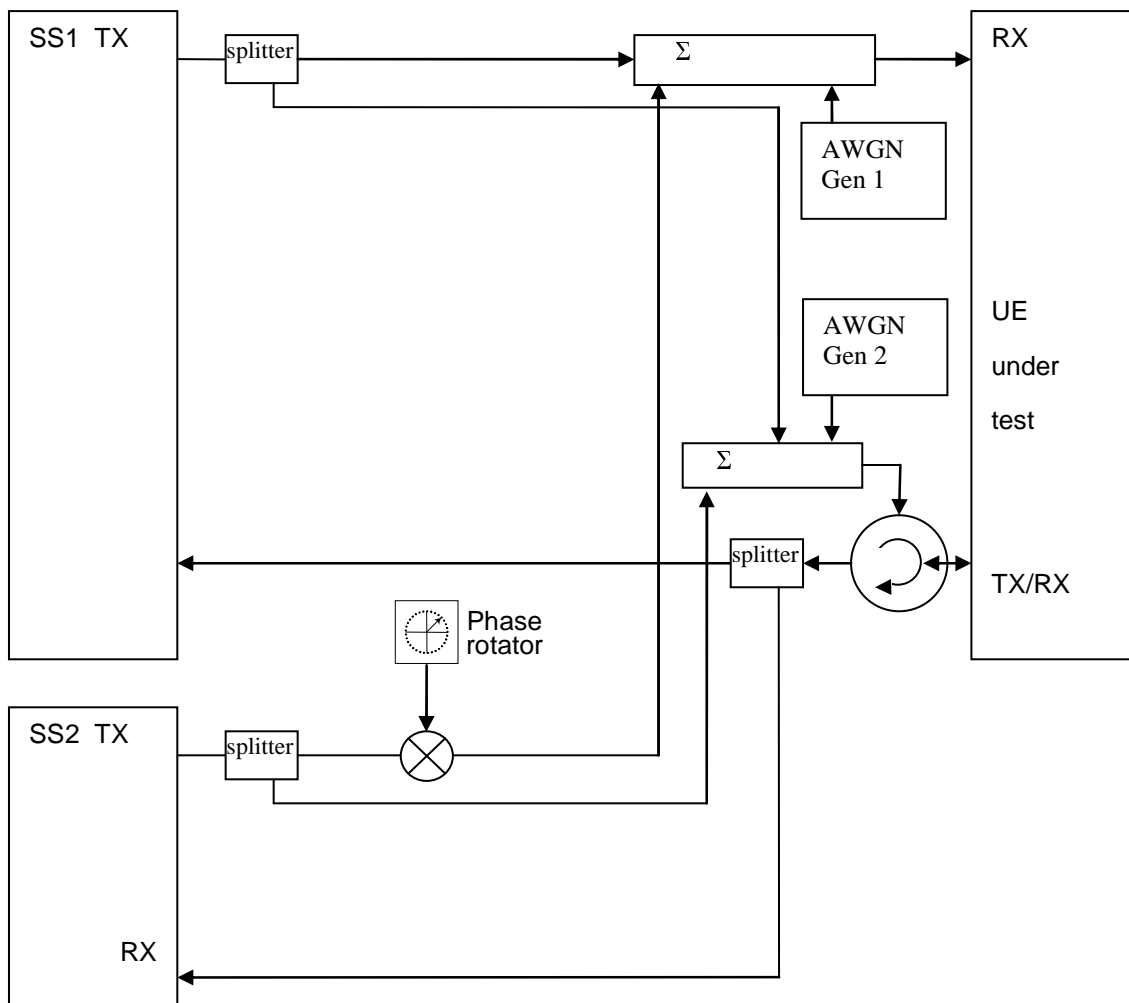 SS1 TX
splitter
Σ
RX
AWGN
Gen 1
AWGN
Gen 2
UE
under
test
Σ
splitter
TX/RX
Phase
rotator
SS2 TX
splitter
RX